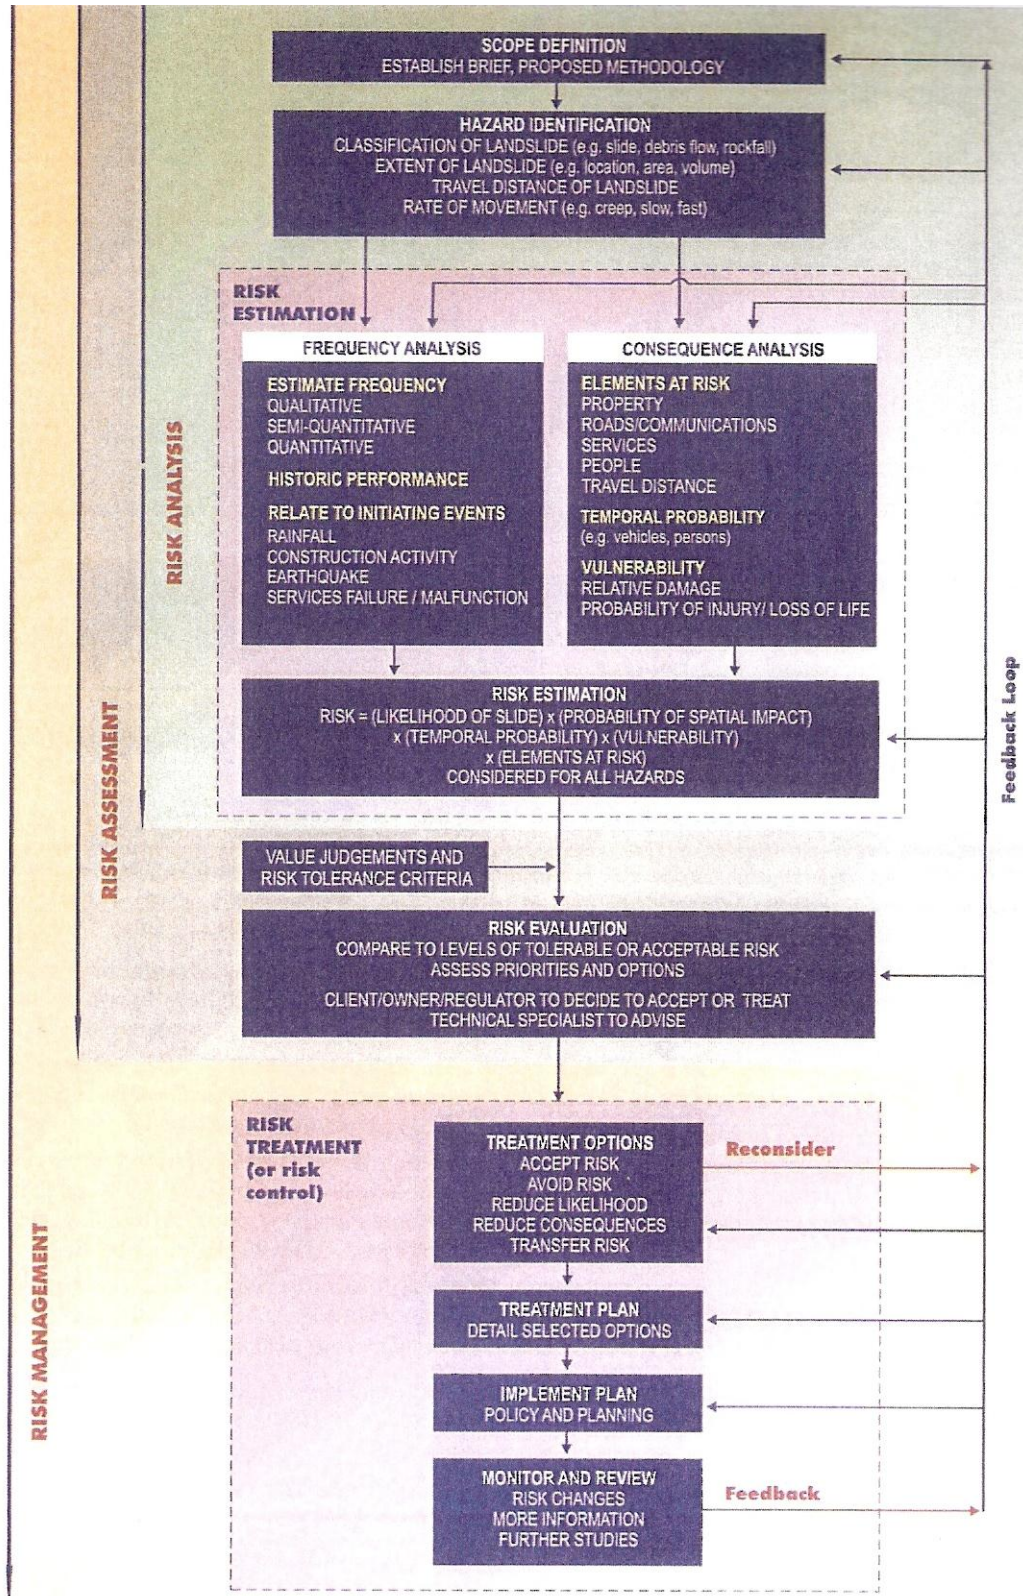 SCOPE DEFINITION
ESTABLISH BRIEF, PROPOSED METHODOLOGY
HAZARD IDENTIFICATION
CLASSIFICATION OF LANDSLIDE (e.g. slide, debris flow, rockfall)
EXTENT OF LANDSLIDE (e.g. location, area, volume)
TRAVEL DISTANCE OF LANDSLIDE
RATE OF MOVEMENT (e.g. creep, slow, fast)
RISK
ESTIMATION
FREQUENCY ANALYSIS
ESTIMATE FREQUENCY
QUALITATIVE
SEMI-QUANTITATIVE
QUANTITATIVE
HISTORIC PERFORMANCE
RELATE TO INITIATING EVENTS
RAINFALL
CONSTRUCTION ACTIVITY
EARTHQUAKE
SERVICES FAILURE / MALFUNCTION
CONSEQUENCE ANALYSIS
ELEMENTS AT RISK
PROPERTY
ROADS/COMMUNICATIONS
SERVICES
PEOPLE
TRAVEL DISTANCE
TEMPORAL PROBABILITY
(e.g. vehicles, persons)
VULNERABILITY
RELATIVE DAMAGE
PROBABILITY OF INJURY/ LOSS OF LIFE
RISK ESTIMATION
RISK = (LIKELIHOOD OF SLIDE) x (PROBABILITY OF SPATIAL IMPACT)
x (TEMPORAL PROBABILITY) x (VULNERABILITY)
x (ELEMENTS AT RISK)
CONSIDERED FOR ALL HAZARDS
VALUE JUDGEMENTS AND
RISK TOLERANCE CRITERIA
RISK EVALUATION
COMPARE TO LEVELS OF TOLERABLE OR ACCEPTABLE RISK
ASSESS PRIORITIES AND OPTIONS
CLIENT/OWNER/REGULATOR TO DECIDE TO ACCEPT OR TREAT
TECHNICAL SPECIALIST TO ADVISE
RISK
TREATMENT
(or risk
control)
TREATMENT OPTIONS
ACCEPT RISK
AVOID RISK
REDUCE LIKELIHOOD
REDUCE CONSEQUENCES
TRANSFER RISK
Reconsider
TREATMENT PLAN
DETAIL SELECTED OPTIONS
IMPLEMENT PLAN
POLICY AND PLANNING
MONITOR AND REVIEW
RISK CHANGES
MORE INFORMATION
FURTHER STUDIES
Feedback
RISK ANALYSIS
RISK ASSESSMENT
RISK MANAGEMENT
Feedback Loop